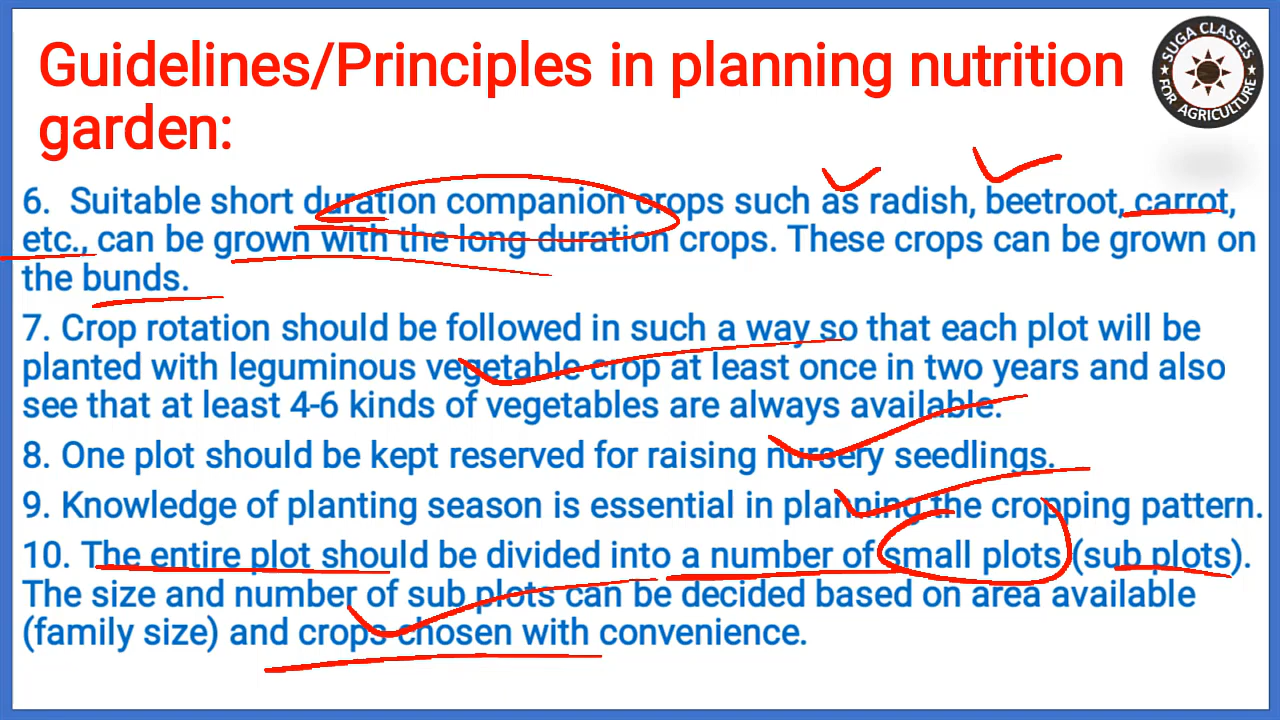 Guidelines/Principles in planning nutrition
garden:
SUGA CLASSES
FOR AGRICULTURE
6. Suitable short duration companion crops such as radish, beetroot, carrot,
etc., can be grown with the long duration crops. These crops can be grown on
the bunds.
7. Crop rotation should be followed in such a way so that each plot will be
planted with leguminous vegetable crop at least once in two years and also
see that at least 4-6 kinds of vegetables are always available.
8. One plot should be kept reserved for raising nursery seedlings.
9. Knowledge of planting season is essential in planning the cropping pattern.
10. The entire plot should be divided into a number of small plots (sub plots).
The size and number of sub plots can be decided based on area available
(family size) and crops chosen with convenience.